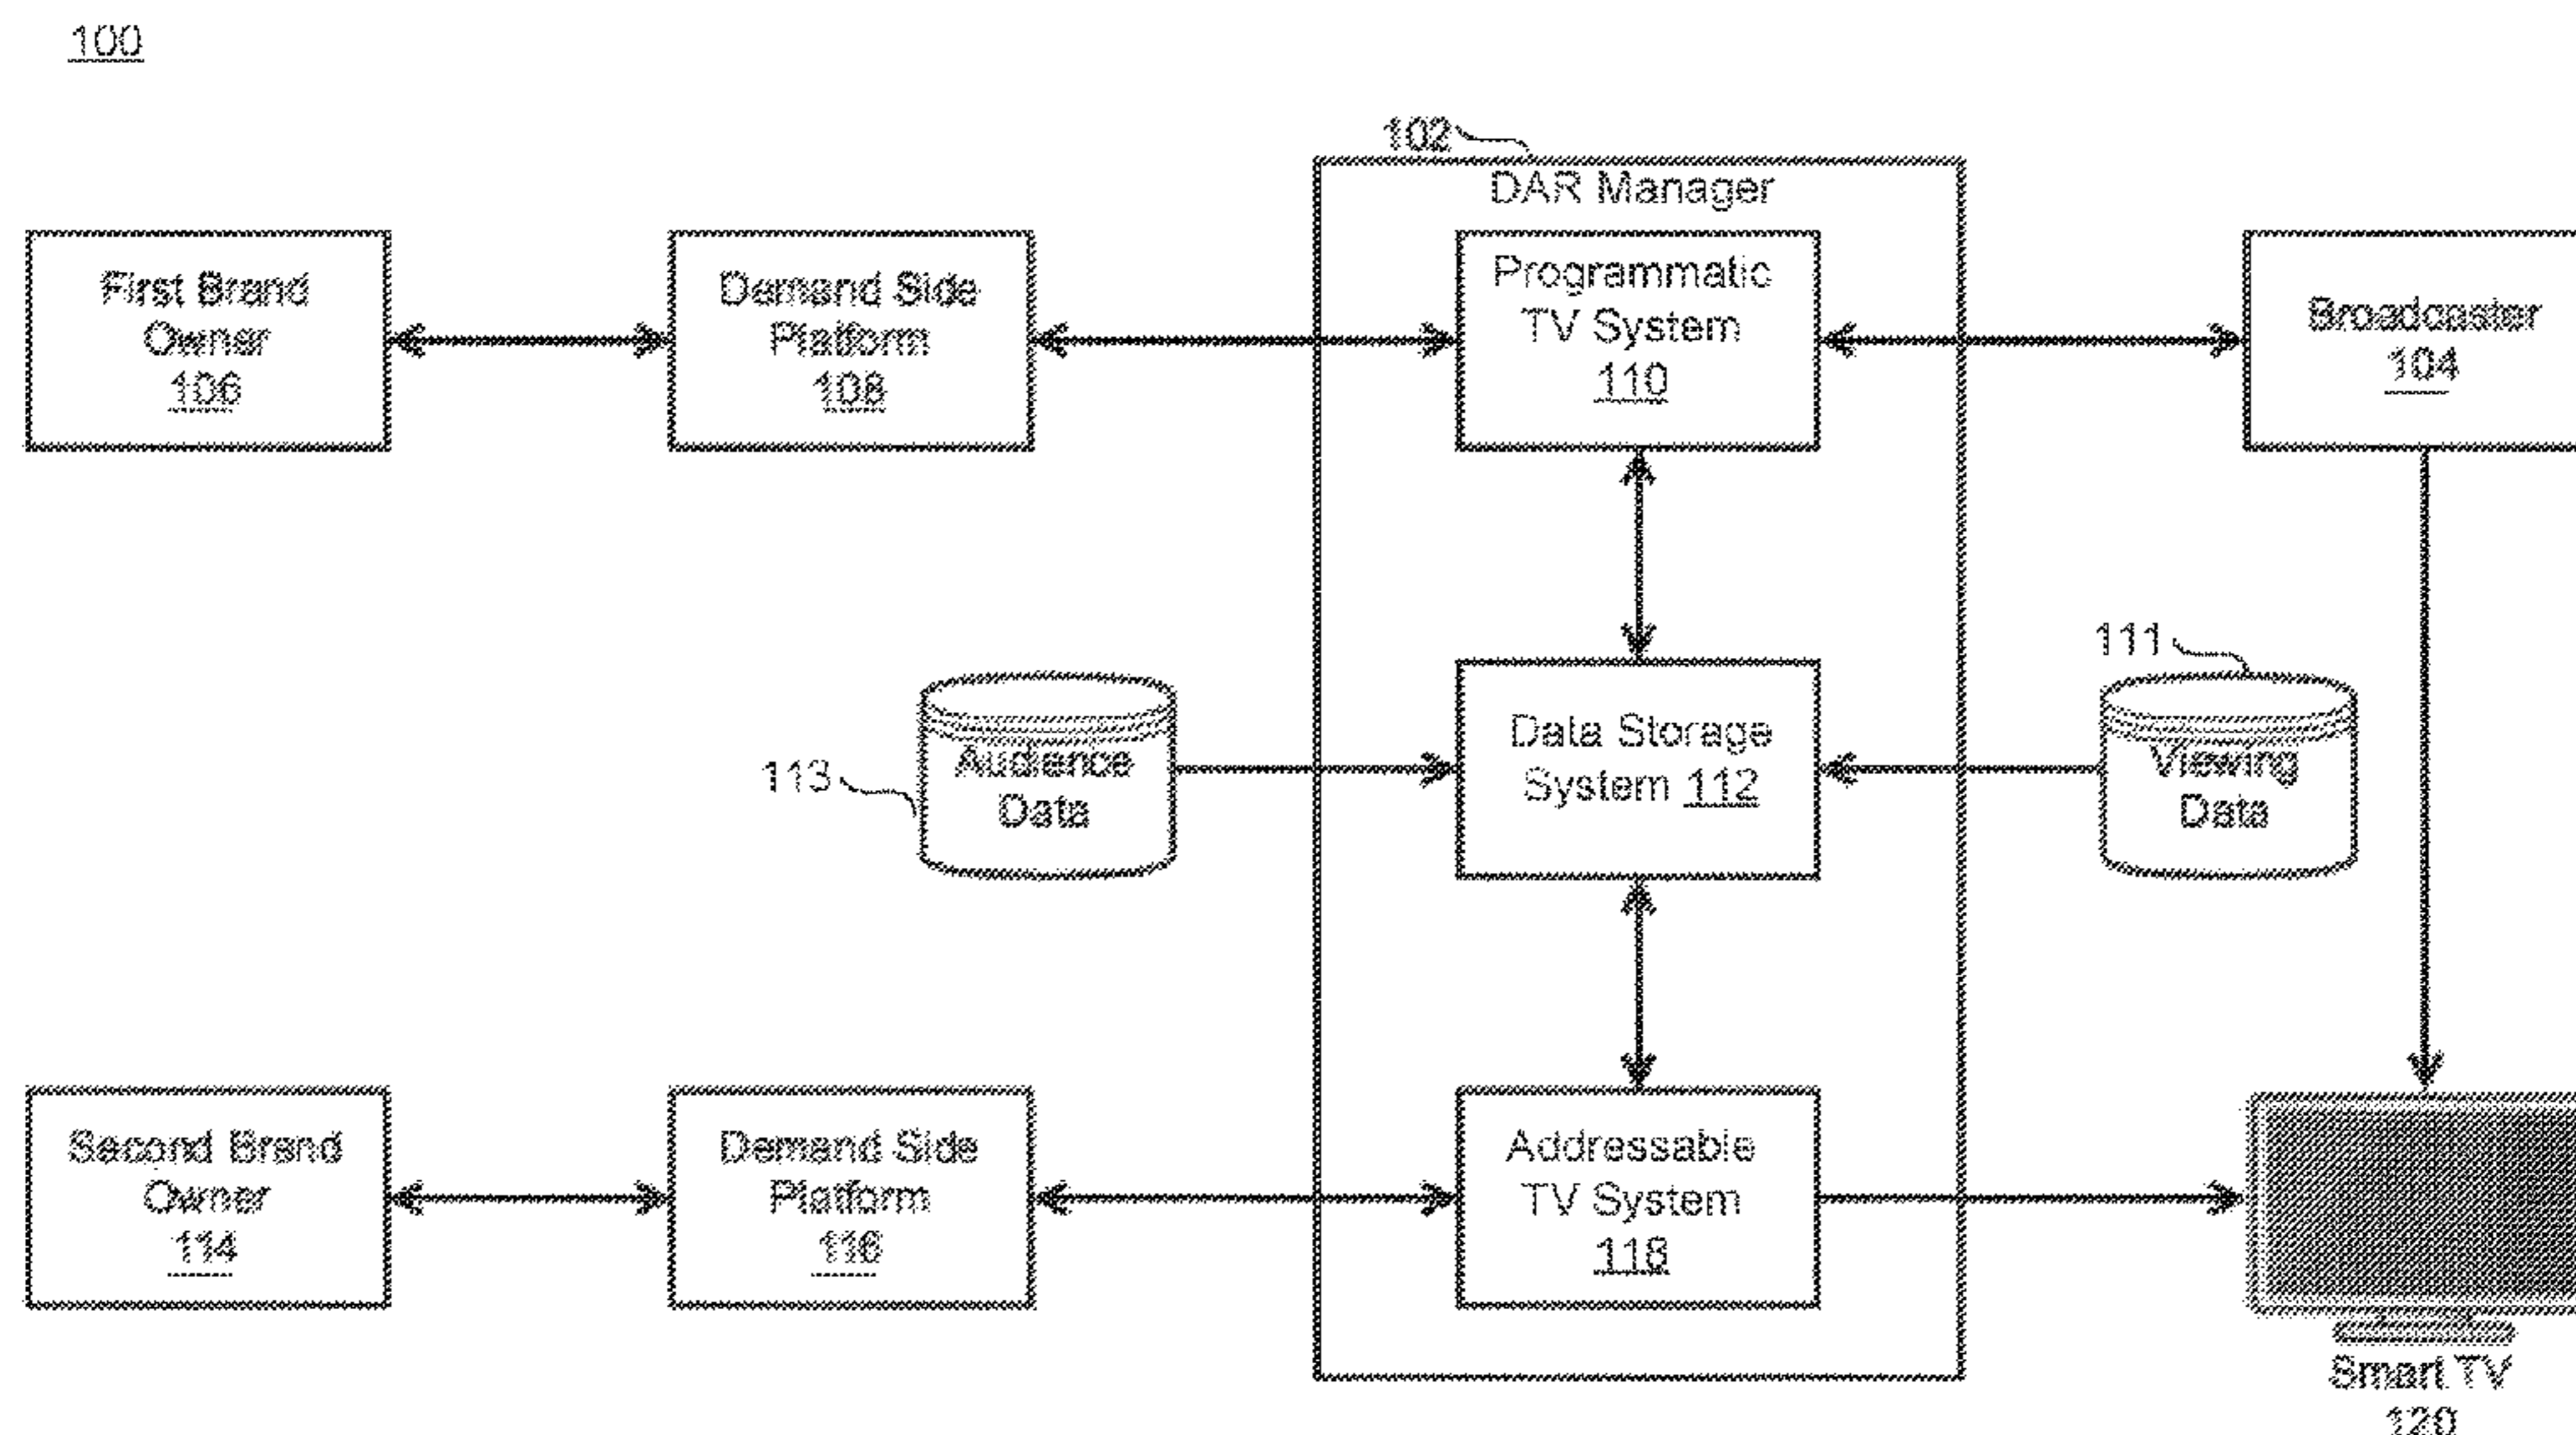 100
102
DAR Manager
First Brand
Owner
106
Demand Side
Platform
108
Programmatic
TV System
110
Broadcaster
104
113
Audience
Data
Data Storage
System 112
111
Viewing
Data
Second Brand
Owner
114
Demand Side
Platform
116
Addressable
TV System
118
Smart TV
120